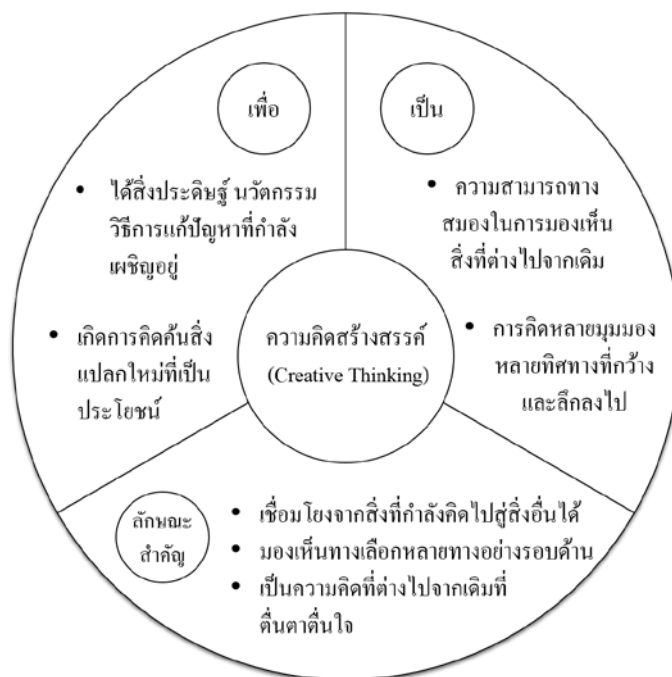 เพื่อ
ได้สิ่งประดิษฐ์ นวัตกรรม
วิธีการแก้ปัญหาที่กำลัง
เผชิญอยู่
เกิดการคิดค้นสิ่ง
แปลกใหม่ที่เป็น
ประโยชน์
เป็น
ความสามารถทาง
สมองในการมองเห็น
สิ่งที่ต่างไปจากเดิม
การคิดหลายมุมมอง
หลายทิศทางที่กว้าง
และลึกลงไป
ความคิดสร้างสรรค์
(Creative Thinking)
ลักษณะ
สำคัญ
เชื่อมโยงจากสิ่งที่กำลังคิดไปสู่สิ่งอื่นได้
มองเห็นทางเลือกหลายทางอย่างรอบด้าน
เป็นความคิดที่ต่างไปจากเดิมที่
ตื่นตาตื่นใจ